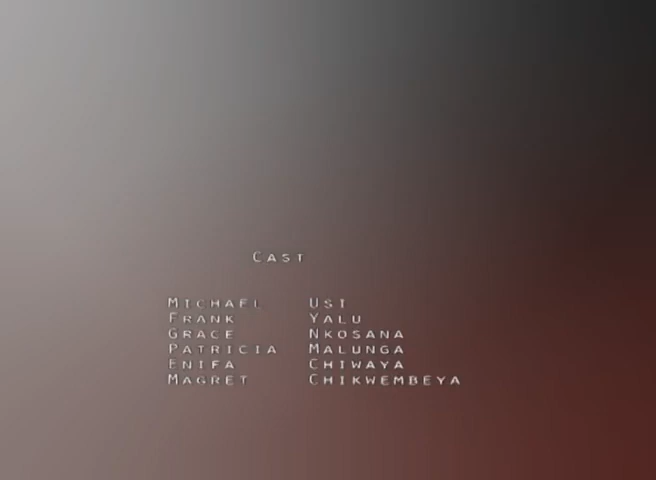 CAST
MICHAEL USI
FRANK YALU
GRACE NKOSANA
PATRICIA MALUNGA
ENIFA CHIWAYA
MAGRET CHIKWEMBEYA